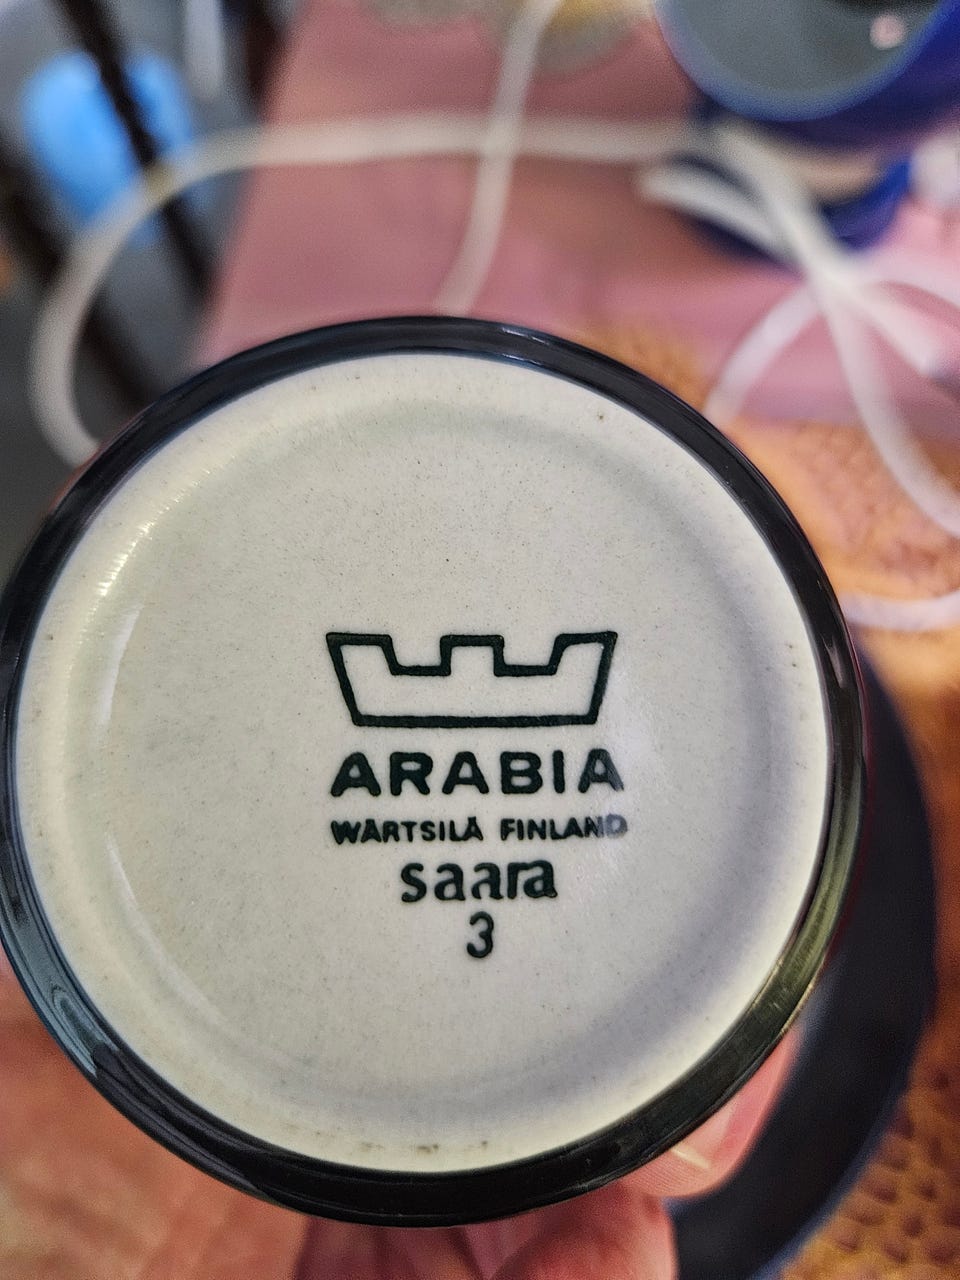 ARABIA
WÄRTSILÄ FINLAND
saara
3